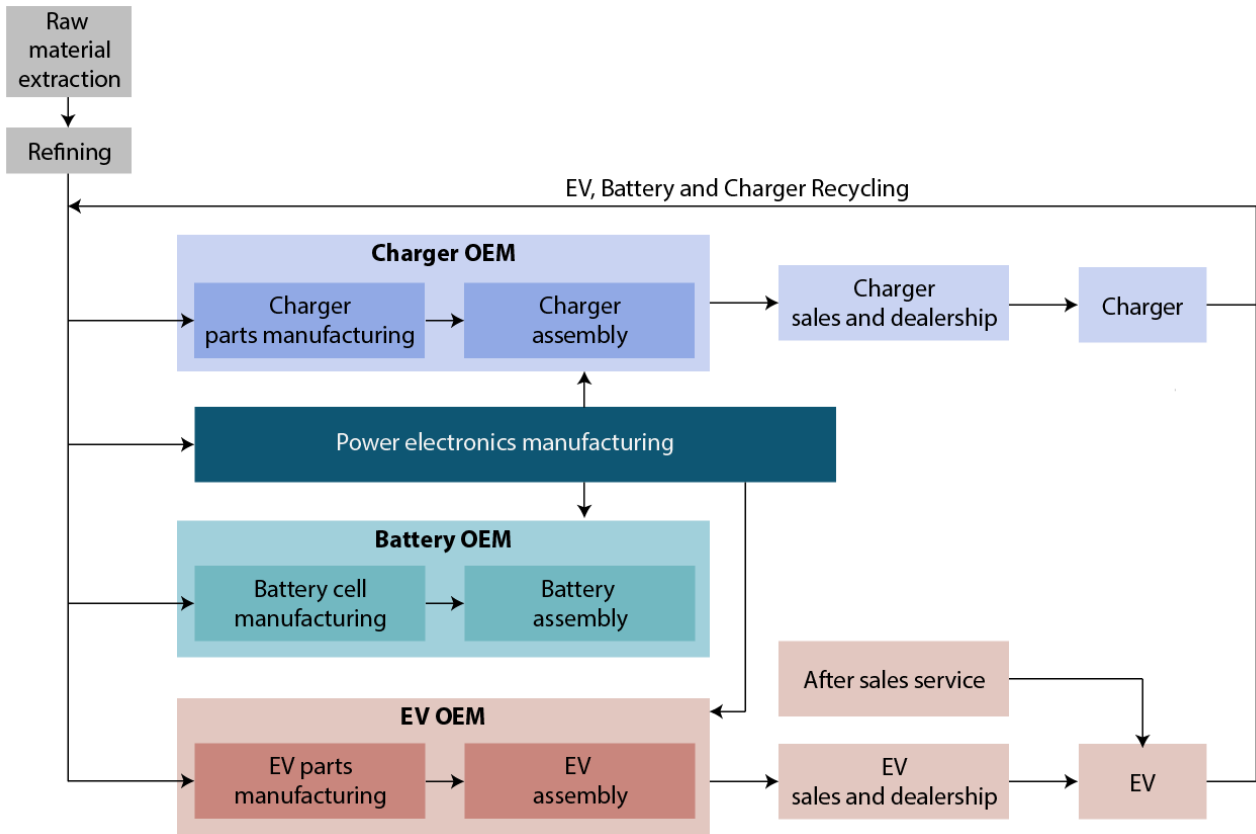 Raw
material
extraction
Refining
EV, Battery and Charger Recycling
Charger OEM
Charger
parts manufacturing
Charger
assembly
Charger
sales and dealership
Charger
Power electronics manufacturing
Battery OEM
Battery cell
manufacturing
Battery
assembly
After sales service
EV OEM
EV parts
manufacturing
EV
assembly
EV
sales and dealership
EV